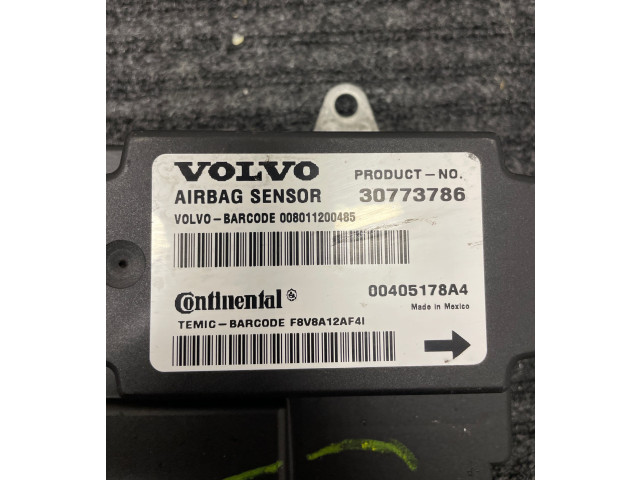 VOLVO
AIRBAG SENSOR
PRODUCT-NO.
30773786
VOLVO-BARCODE 008011200485
Continental
00405178A4
Made in Mexico
TEMIC-BARCODE F8V8A12AF4I